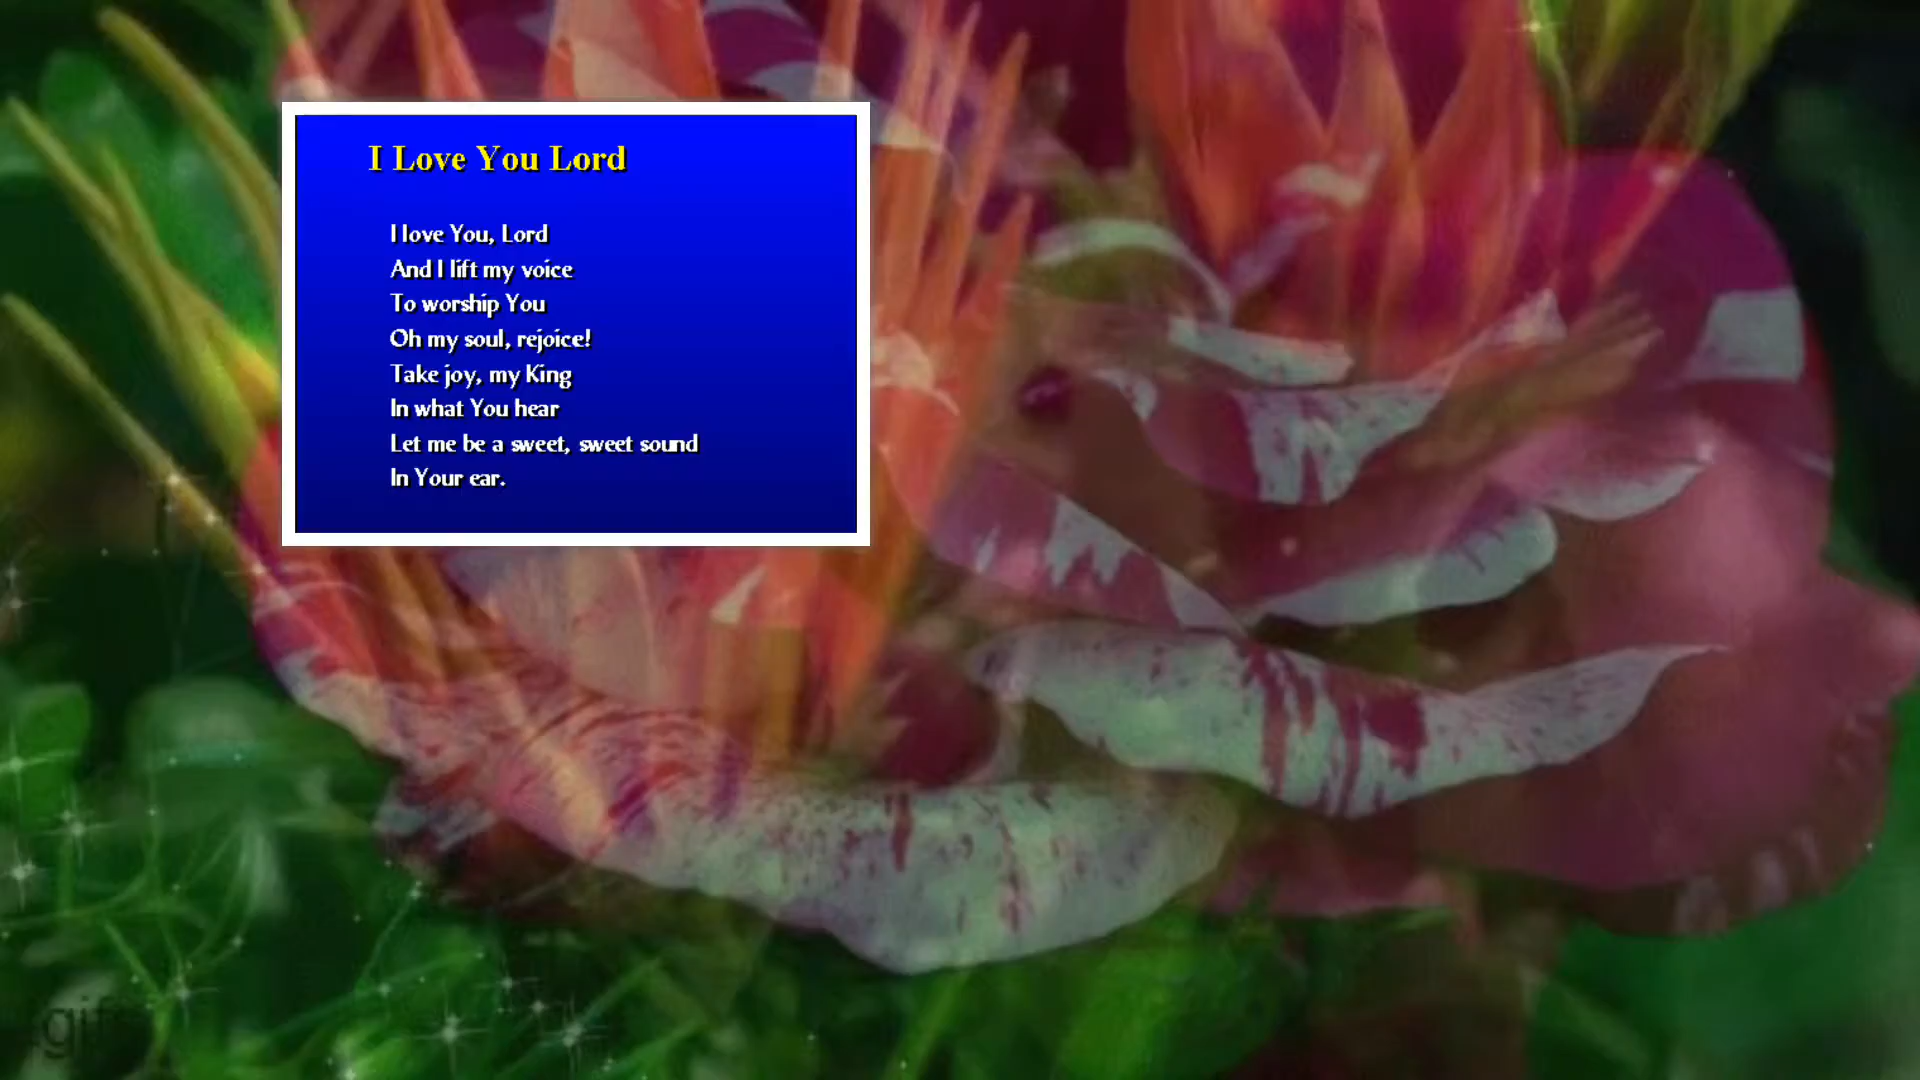 I Love You Lord
I love You, Lord
And I lift my voice
To worship You
Oh my soul, rejoice!
Take joy, my King
In what You hear
Let me be a sweet, sweet sound
In Your ear.
gifs